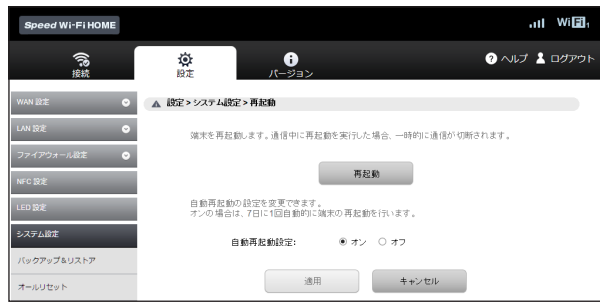 Speed Wi-Fi HOME
WiFi 1
接続
設定
バージョン
ヘルプ
ログアウト
WAN 設定
設定 > システム設定 > 再起動
LAN 設定
端末を再起動します。通信中に再起動を実行した場合、一時的に通信が切断されます。
ファイアウォール設定
再起動
NFC 設定
LED 設定
自動再起動の設定を変更できます。
オンの場合は、7日に1回自動的に端末の再起動を行います。
システム設定
自動再起動設定: オン オフ
バックアップ&リストア
オールリセット
適用
キャンセル